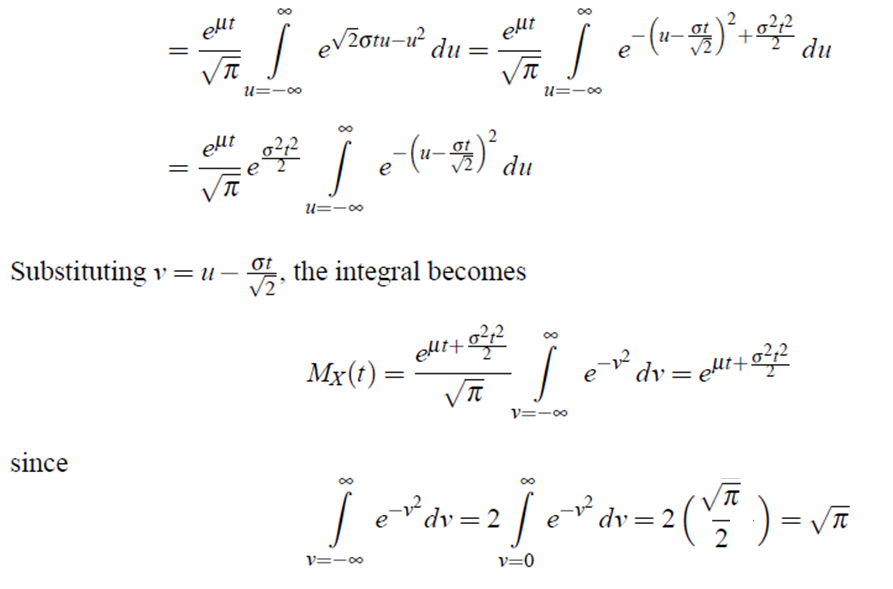 = \frac{e^{\mu t}}{\sqrt{\pi}} \int_{u=-\infty}^{\infty} e^{\sqrt{2}\sigma tu-u^2} du = \frac{e^{\mu t}}{\sqrt{\pi}} \int_{u=-\infty}^{\infty} e^{-\left(u-\frac{\sigma t}{\sqrt{2}}\right)^2+\frac{\sigma^2 t^2}{2}} du
= \frac{e^{\mu t}}{\sqrt{\pi}} e^{\frac{\sigma^2 t^2}{2}} \int_{u=-\infty}^{\infty} e^{-\left(u-\frac{\sigma t}{\sqrt{2}}\right)^2} du
Substituting v = u − \frac{\sigma t}{\sqrt{2}}, the integral becomes
M_X(t) = \frac{e^{\mu t+\frac{\sigma^2 t^2}{2}}}{\sqrt{\pi}} \int_{v=-\infty}^{\infty} e^{-v^2} dv = e^{\mu t+\frac{\sigma^2 t^2}{2}}
since
\int_{v=-\infty}^{\infty} e^{-v^2} dv = 2 \int_{v=0}^{\infty} e^{-v^2} dv = 2 \left(\frac{\sqrt{\pi}}{2}\right) = \sqrt{\pi}